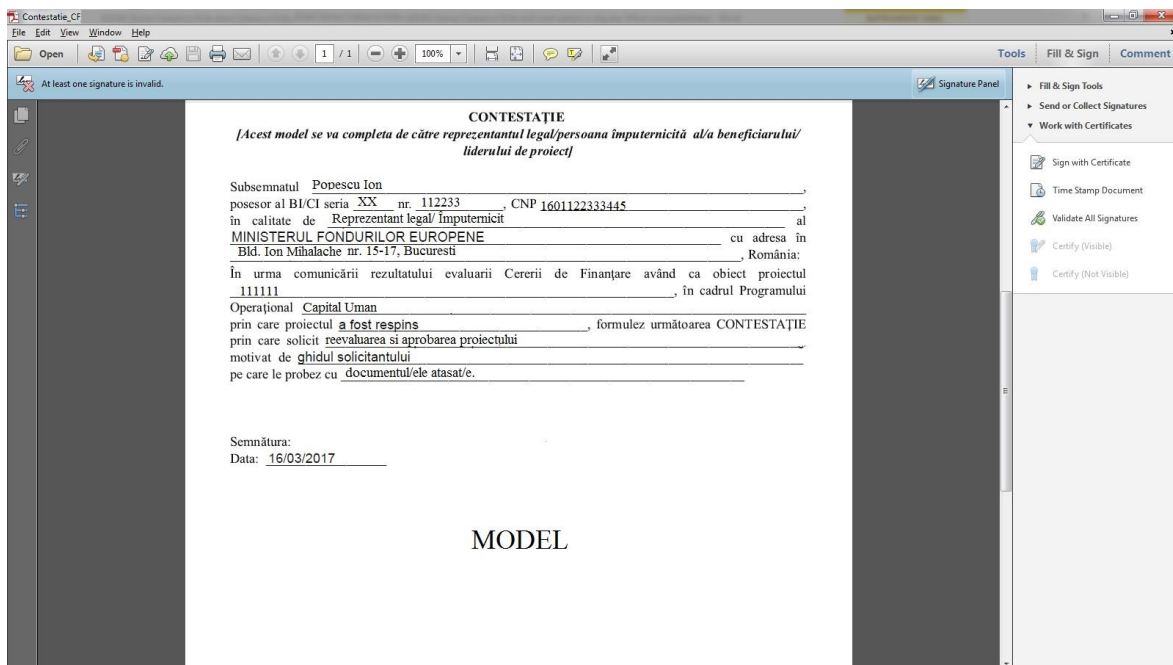 Contestatie_CF
File Edit View Window Help
Open 1 / 1 100% Tools Fill & Sign Comment
At least one signature is invalid. Signature Panel
Fill & Sign Tools
Send or Collect Signatures
Work with Certificates
Sign with Certificate
Time Stamp Document
Validate All Signatures
Certify (Visible)
Certify (Not Visible)
CONTESTAȚIE
[Acest model se va completa de către reprezentantul legal/persoana împuternicită al/a beneficiarului/
liderului de proiect]
Subsemnatul Popescu Ion,
posesor al BI/CI seria XX nr. 112233, CNP 1601122333445,
în calitate de Reprezentant legal/ Împuternicit al
MINISTERUL FONDURILOR EUROPENE cu adresa în
Bld. Ion Mihalache nr. 15-17, Bucuresti, România:
În urma comunicării rezultatului evaluarii Cererii de Finanțare având ca obiect proiectul
111111, în cadrul Programului
Operațional Capital Uman
prin care proiectul a fost respins, formulez următoarea CONTESTAȚIE
prin care solicit reevaluarea si aprobarea proiectului,
motivat de ghidul solicitantului
pe care le probez cu documentul/ele atasat/e.
Semnătura:
Data: 16/03/2017
MODEL